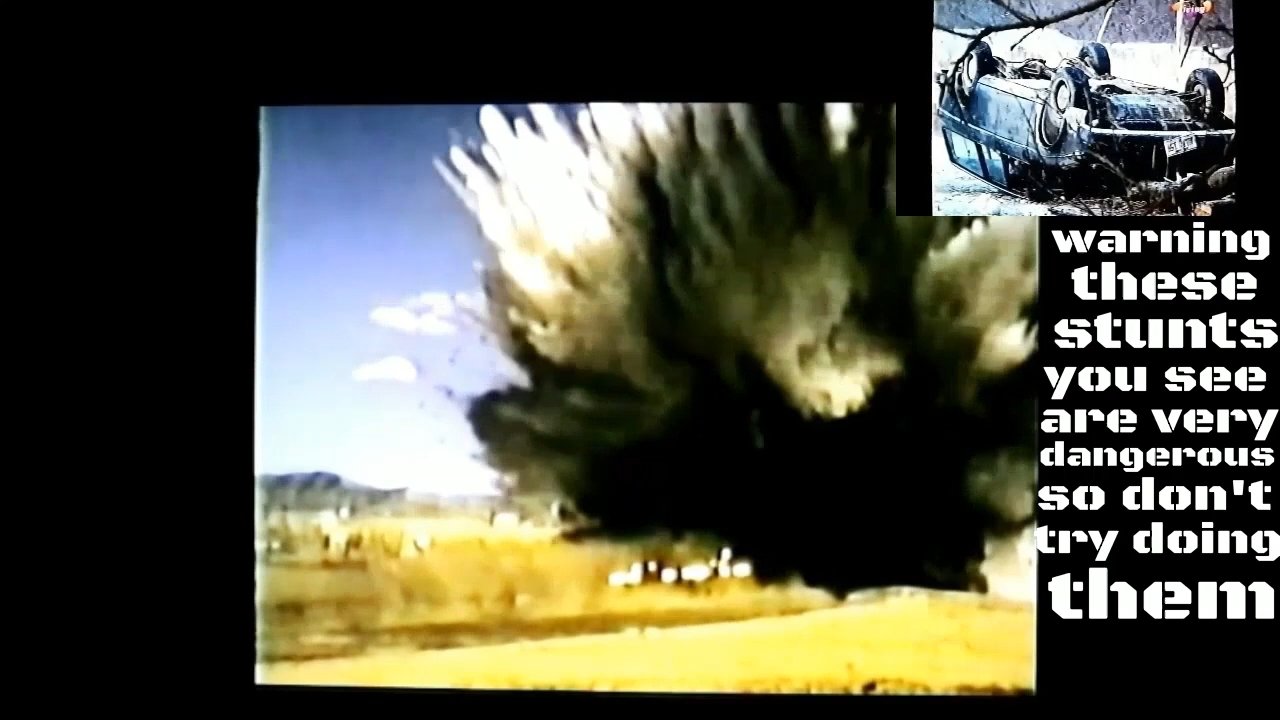 warning
these
stunts
you see
are very
dangerous
so don't
try doing
them